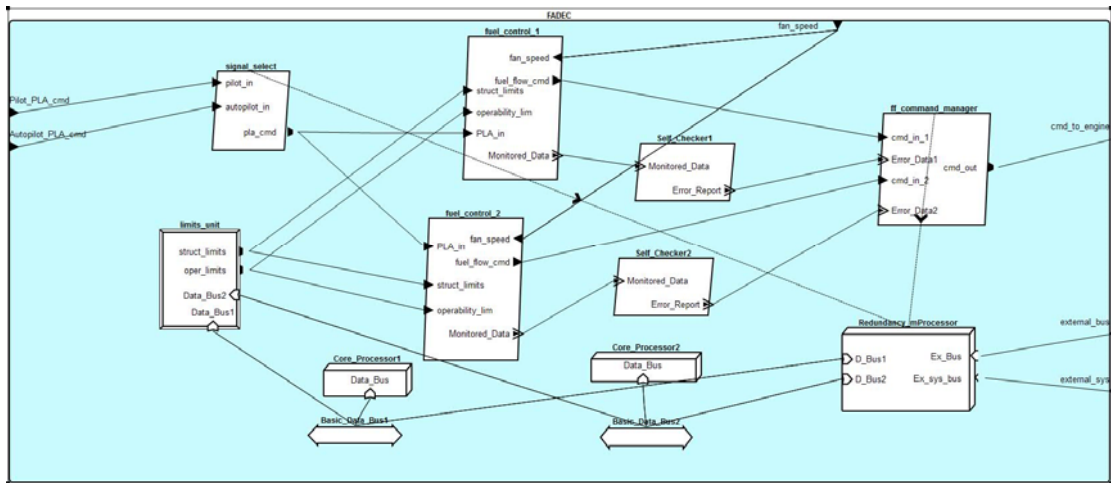 FADEC
fan_speed
fuel_control_1
fan_speed
fuel_flow_cmd
struct_limits
operability_lim
PLA_in
Monitored_Data
signal_select
pilot_in
autopilot_in
pla_cmd
Pilot_PLA_cmd
Autopilot_PLA_cmd
ff_command_manager
cmd_in_1
Error_Data1
cmd_out
cmd_in_2
Error_Data2
cmd_to_engine
Self_Checker1
Monitored_Data
Error_Report
fuel_control_2
fan_speed
PLA_in
fuel_flow_cmd
struct_limits
operability_lim
Monitored_Data
limits_unit
struct_limits
oper_limits
Data_Bus2
Data_Bus1
Self_Checker2
Monitored_Data
Error_Report
Redundancy_mProcessor
D_Bus1
Ex_Bus
D_Bus2
Ex_sys_bus
external_bus
external_sys
Core_Processor1
Data_Bus
Core_Processor2
Data_Bus
Basic_Data_Bus1
Basic_Data_Bus2